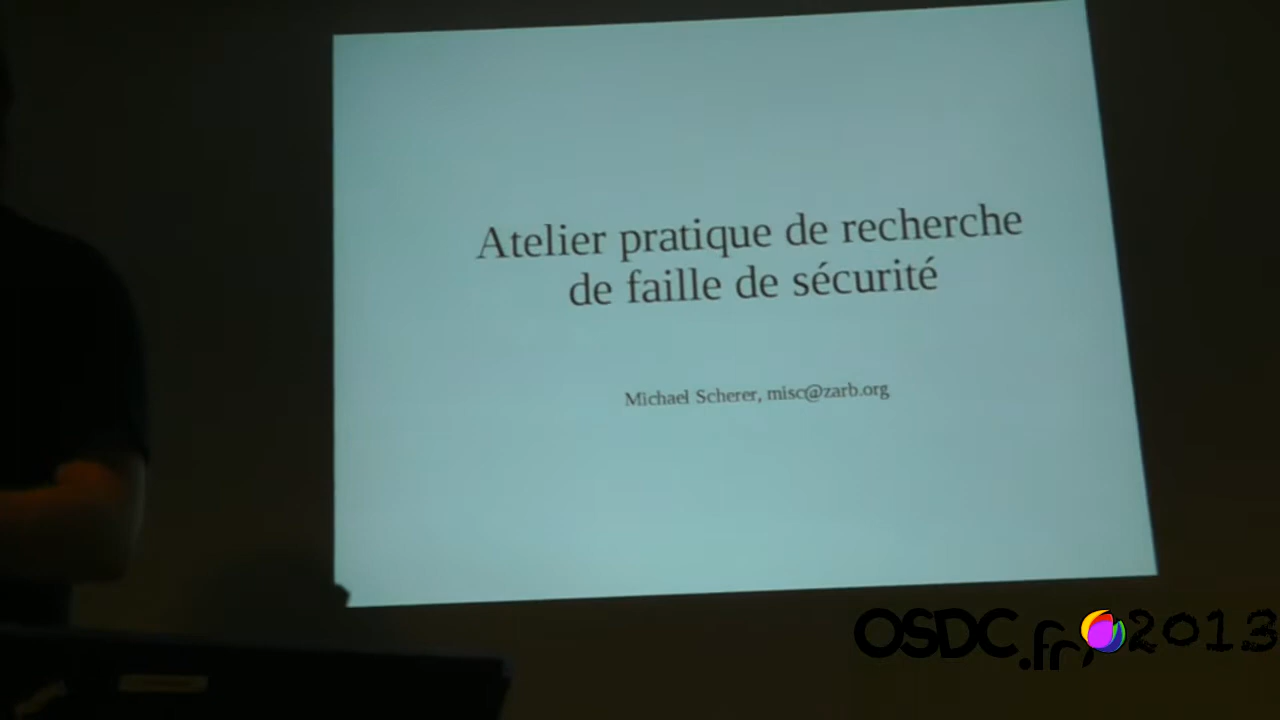 Atelier pratique de recherche
de faille de sécurité
Michael Scherer, misc@zarb.org
OSDC.fr 2013